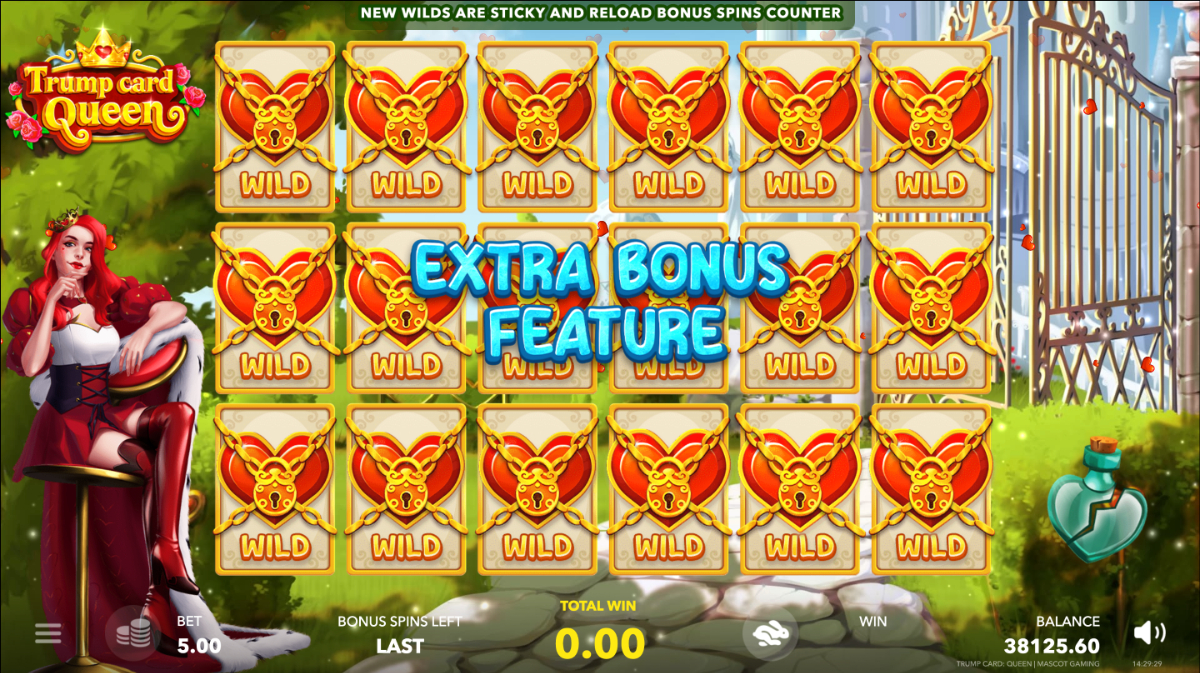 NEW WILDS ARE STICKY AND RELOAD BONUS SPINS COUNTER
Trump card
Queen
WILD WILD WILD WILD WILD WILD
EXTRA BONUS
FEATURE
WILD WILD WILD WILD WILD WILD
WILD WILD WILD WILD WILD WILD
BET
5.00
BONUS SPINS LEFT
LAST
TOTAL WIN
0.00
WIN
BALANCE
38125.60
TRUMP CARD: QUEEN | MASCOT GAMING
14:29:29